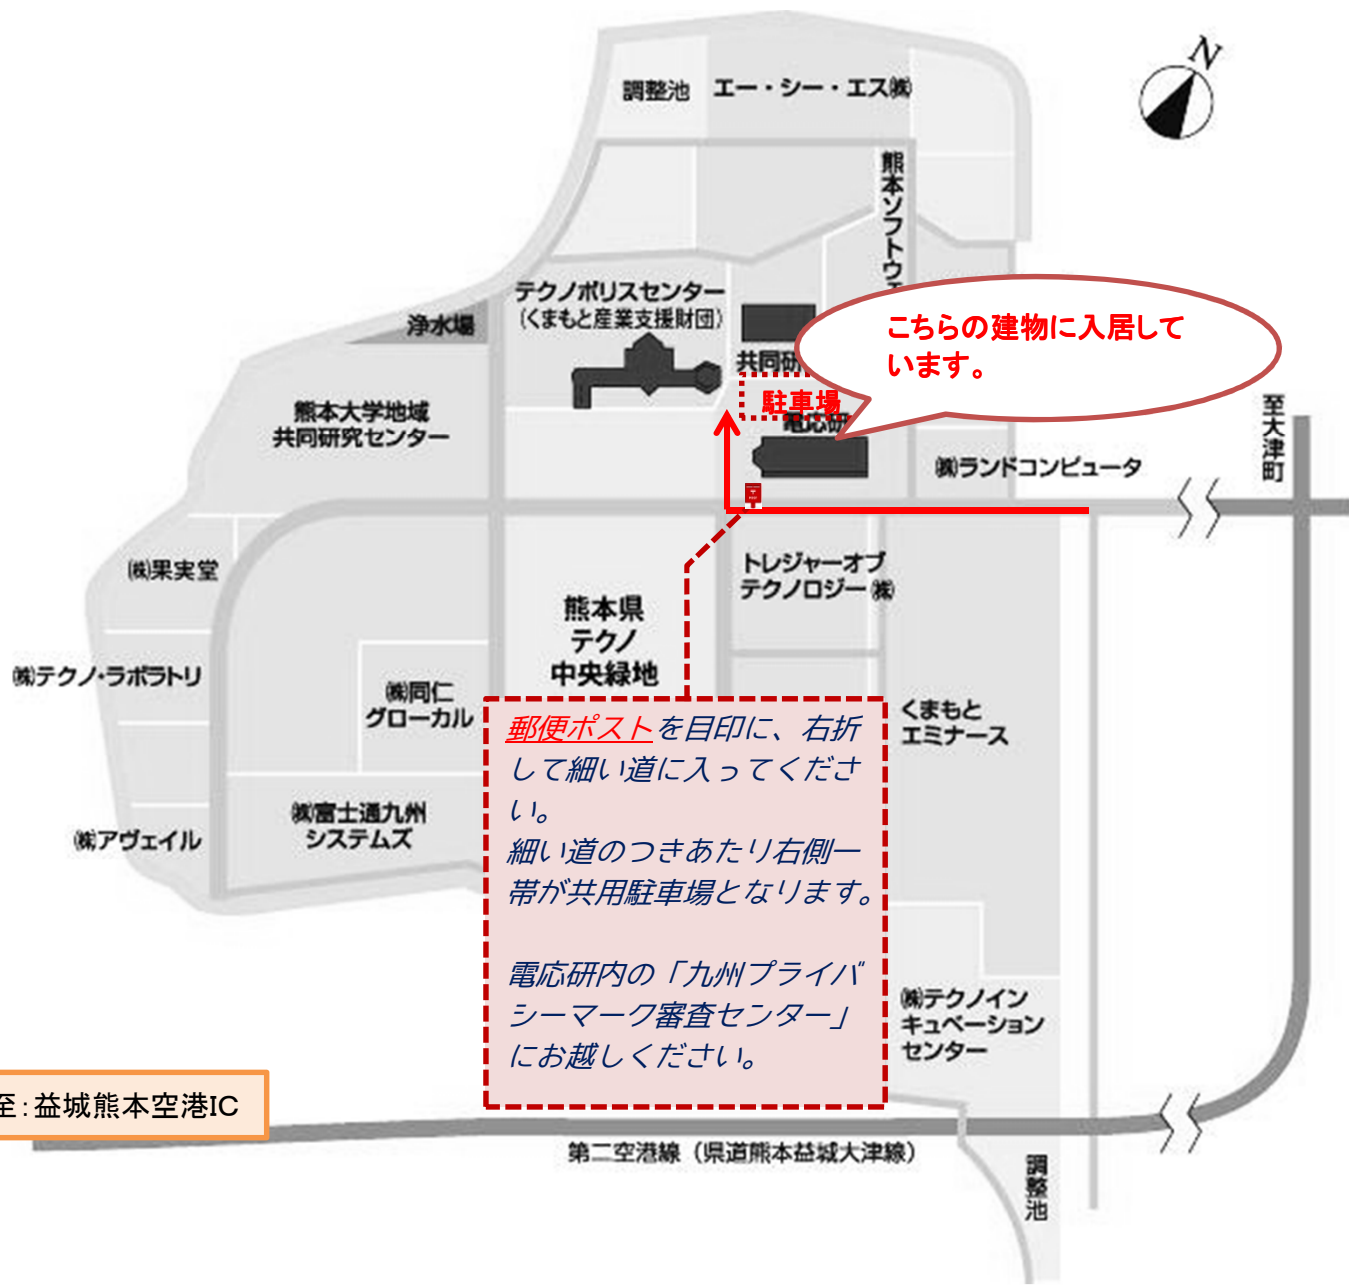 N
調整池
エー・シー・エス㈱
熊本ソフトウェ
テクノポリスセンター
(くまもと産業支援財団)
浄水場
こちらの建物に入居して
います。
共同研
駐車場
電応研
熊本大学地域
共同研究センター
至大津町
㈱ランドコンピュータ
㈱果実堂
トレジャーオブ
テクノロジー㈱
熊本県
テクノ
中央緑地
㈱テクノ・ラボラトリ
㈱同仁
グローカル
くまもと
エミナース
郵便ポストを目印に、右折
して細い道に入ってくださ
い。
細い道のつきあたり右側一
帯が共用駐車場となります。
電応研内の「九州プライバ
シーマーク審査センター」
にお越しください。
㈱富士通九州
システムズ
㈱アヴェイル
㈱テクノイン
キュベーション
センター
至:益城熊本空港IC
第二空港線（県道熊本益城大津線）
調整池